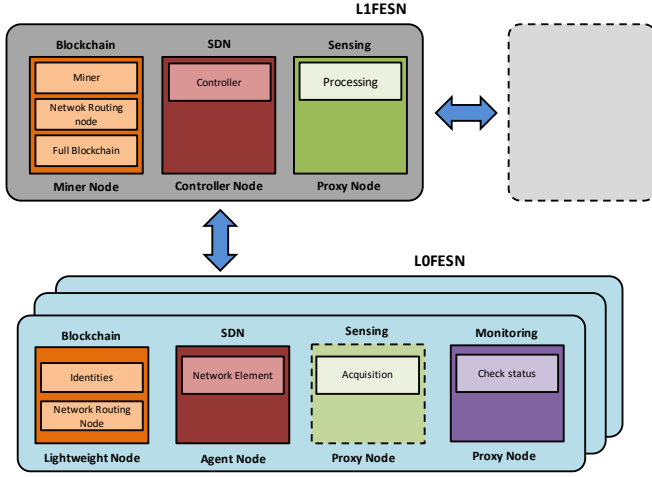 L1FESN
Blockchain
SDN
Sensing
Miner
Controller
Processing
Netwok Routing
node
Full Blockchain
Miner Node
Controller Node
Proxy Node
L0FESN
Blockchain
SDN
Sensing
Monitoring
Identities
Network Element
Acquisition
Check status
Network Routing
Node
Lightweight Node
Agent Node
Proxy Node
Proxy Node